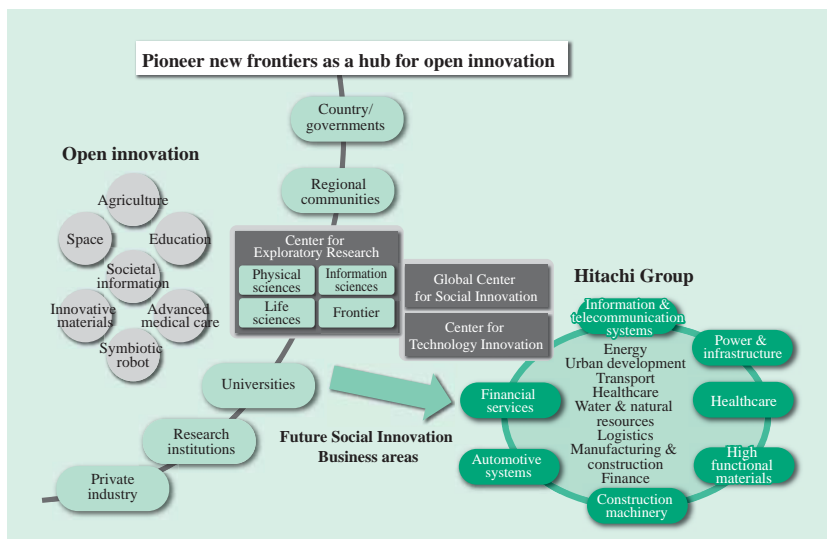 Pioneer new frontiers as a hub for open innovation
Country/
governments
Regional
communities
Open innovation
Agriculture
Space
Education
Societal
information
Innovative
materials
Advanced
medical care
Symbiotic
robot
Center for
Exploratory Research
Physical
sciences
Information
sciences
Life
sciences
Frontier
Global Center
for Social Innovation
Center for
Technology Innovation
Universities
Research
institutions
Private
industry
Future Social Innovation
Business areas
Hitachi Group
Information &
telecommunication
systems
Power &
infrastructure
Healthcare
High
functional
materials
Construction
machinery
Automotive
systems
Financial
services
Energy
Urban development
Transport
Healthcare
Water & natural
resources
Logistics
Manufacturing &
construction
Finance